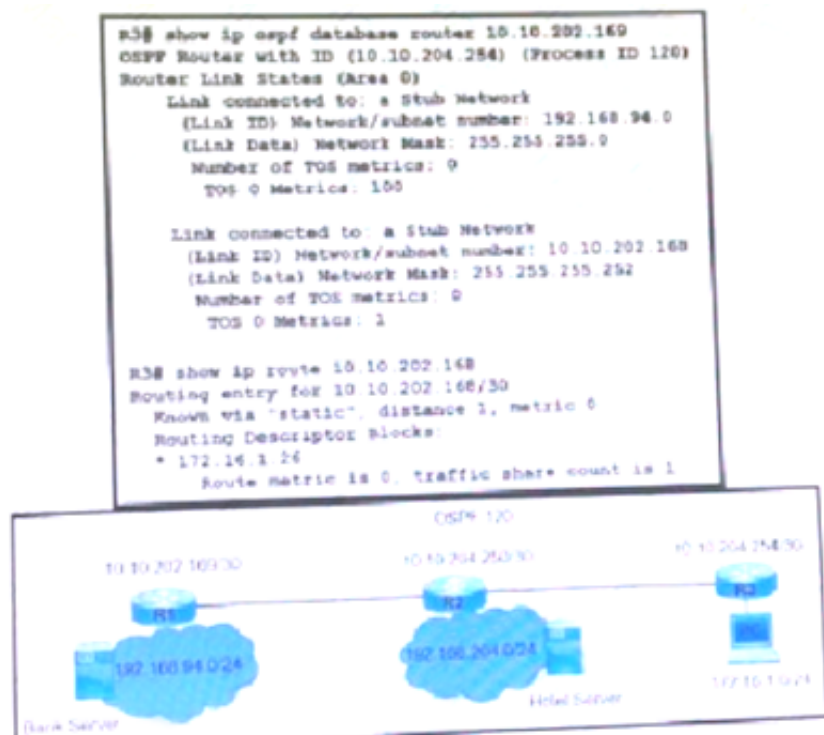 R3# show ip ospf database router 10.10.202.169
OSPF Router with ID (10.10.204.254) (Process ID 120)
Router Link States (Area 0)
Link connected to: a Stub Network
(Link ID) Network/subnet number: 192.168.94.0
(Link Data) Network Mask: 255.255.255.0
Number of TOS metrics: 0
TOS 0 Metrics: 100
Link connected to: a Stub Network
(Link ID) Network/subnet number: 10.10.202.168
(Link Data) Network Mask: 255.255.255.252
Number of TOS metrics: 0
TOS 0 Metrics: 1
R3# show ip route 10.10.202.168
Routing entry for 10.10.202.168/30
Known via "static", distance 1, metric 0
Routing Descriptor Blocks:
* 172.16.1.26
Route metric is 0, traffic share count is 1
OSPF 120
10.10.202.169/30
10.10.204.254/30
R1
R2
192.168.94.0/24
192.168.204.0/24
PC
Bank Server
Hotel Server
172.16.1.0/24